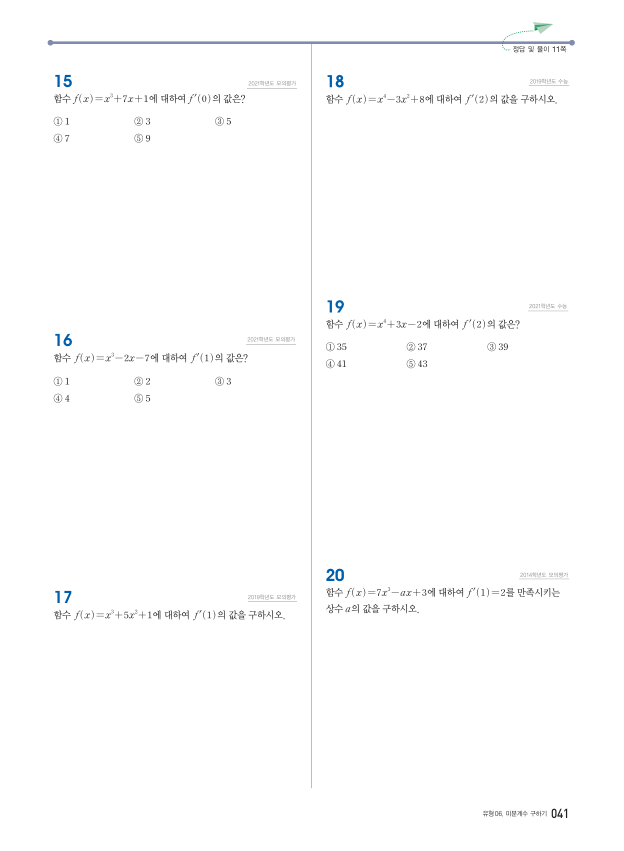 정답 및 풀이 11쪽
15
2021학년도 모의평가
함수 f(x)=x³+7x+1에 대하여 f′(0)의 값은?
① 1 ② 3 ③ 5
④ 7 ⑤ 9
16
2021학년도 모의평가
함수 f(x)=x³−2x−7에 대하여 f′(1)의 값은?
① 1 ② 2 ③ 3
④ 4 ⑤ 5
17
2019학년도 모의평가
함수 f(x)=x³+5x²+1에 대하여 f′(1)의 값을 구하시오.
18
2019학년도 수능
함수 f(x)=x⁴−3x²+8에 대하여 f′(2)의 값을 구하시오.
19
2021학년도 수능
함수 f(x)=x⁴+3x−2에 대하여 f′(2)의 값은?
① 35 ② 37 ③ 39
④ 41 ⑤ 43
20
2014학년도 모의평가
함수 f(x)=7x³−ax+3에 대하여 f′(1)=2를 만족시키는
상수 a의 값을 구하시오.
유형06. 미분계수 구하기 041